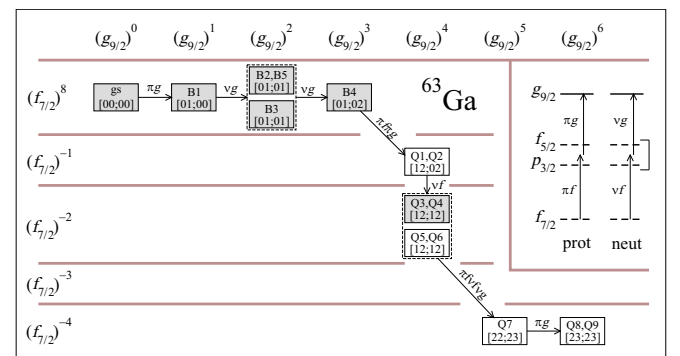 (g9/2)^0 (g9/2)^1 (g9/2)^2 (g9/2)^3 (g9/2)^4 (g9/2)^5 (g9/2)^6
(f7/2)^8
gs
[00;00]
πg
B1
[01;00]
νg
B2,B5
[01;01]
B3
[01;01]
νg
B4
[01;02]
63Ga
πfπg
(f7/2)^−1
Q1,Q2
[12;02]
νf
(f7/2)^−2
Q3,Q4
[12;12]
Q5,Q6
[12;12]
πfνfνg
(f7/2)^−3
(f7/2)^−4
Q7
[22;23]
πg
Q8,Q9
[23;23]
g9/2
πg νg
f5/2
p3/2
πf νf
f7/2
prot neut